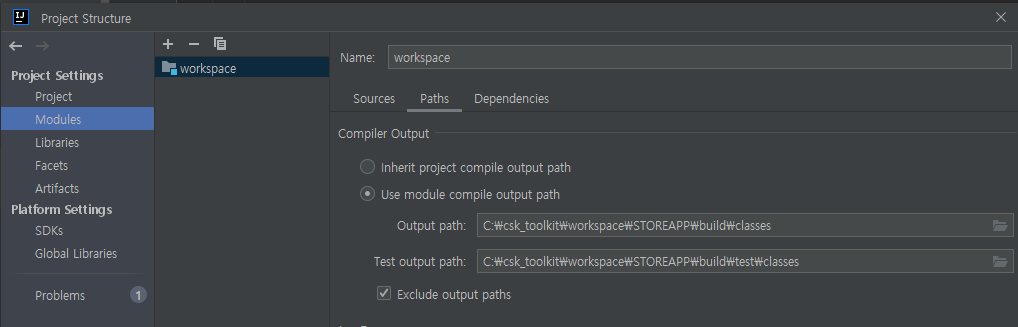 IJ
Project Structure
Project Settings
Project
Modules
Libraries
Facets
Artifacts
Platform Settings
SDKs
Global Libraries
Problems 1
workspace
Name: workspace
Sources Paths Dependencies
Compiler Output
Inherit project compile output path
Use module compile output path
Output path: C:₩csk_toolkit₩workspace₩STOREAPP₩build₩classes
Test output path: C:₩csk_toolkit₩workspace₩STOREAPP₩build₩test₩classes
Exclude output paths